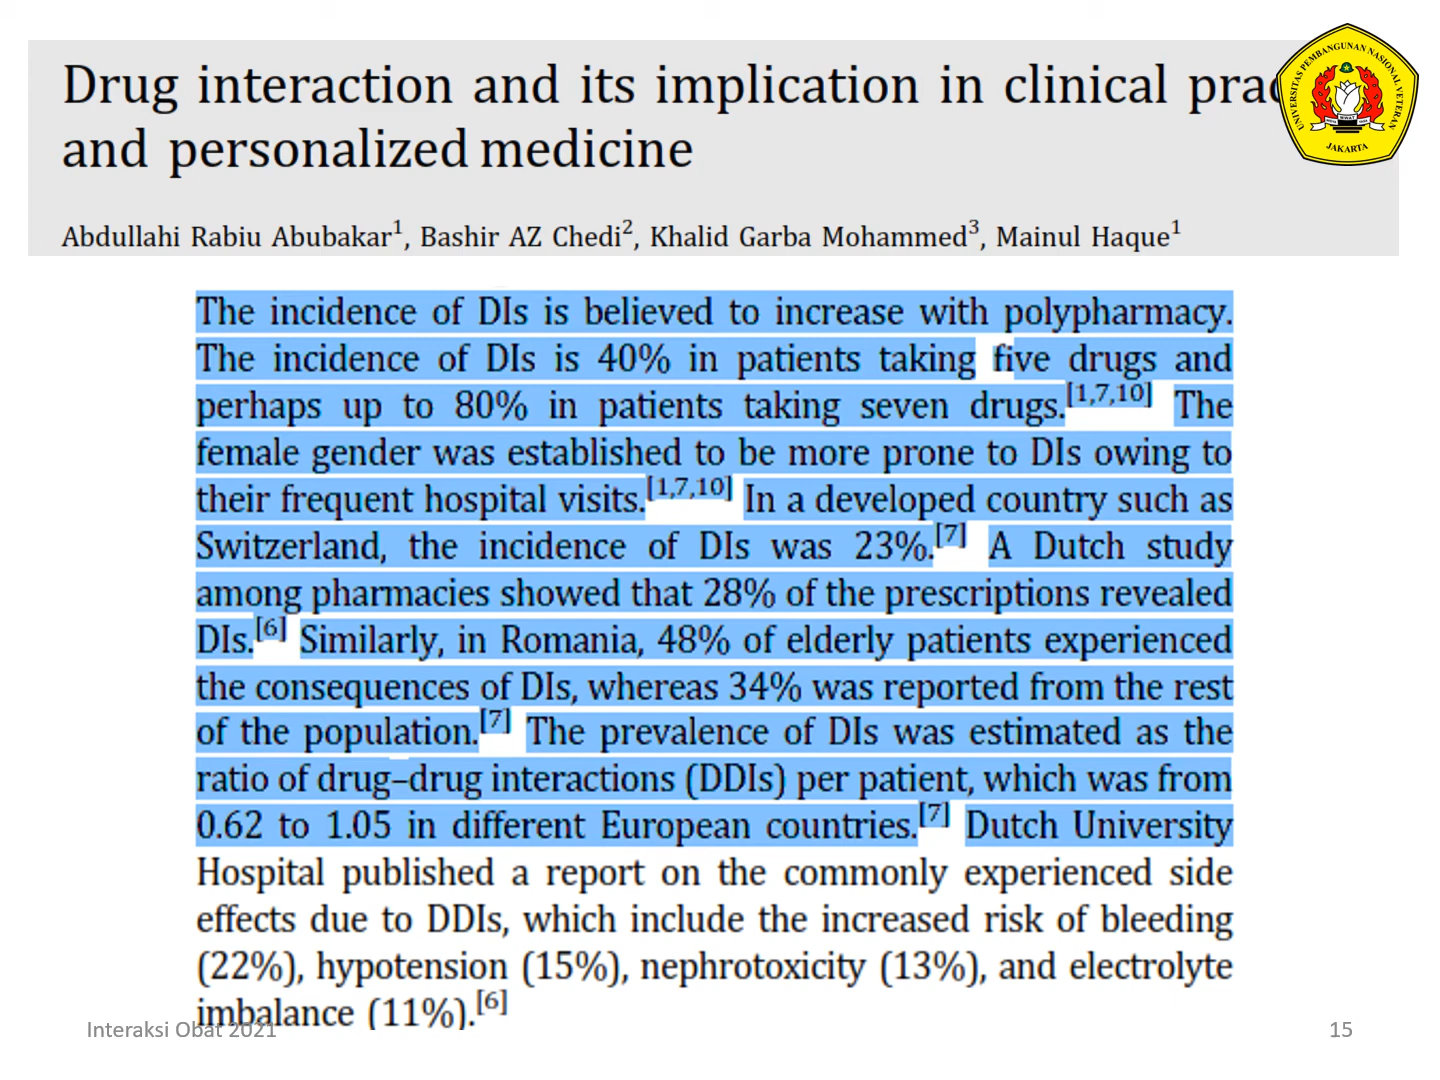 Drug interaction and its implication in clinical prac
and personalized medicine
UNIVERSITAS PEMBANGUNAN NASIONAL VETERAN
JAKARTA
Abdullahi Rabiu Abubakar1, Bashir AZ Chedi2, Khalid Garba Mohammed3, Mainul Haque1
The incidence of DIs is believed to increase with polypharmacy.
The incidence of DIs is 40% in patients taking five drugs and
perhaps up to 80% in patients taking seven drugs.[1,7,10] The
female gender was established to be more prone to DIs owing to
their frequent hospital visits.[1,7,10] In a developed country such as
Switzerland, the incidence of DIs was 23%.[7] A Dutch study
among pharmacies showed that 28% of the prescriptions revealed
DIs.[6] Similarly, in Romania, 48% of elderly patients experienced
the consequences of DIs, whereas 34% was reported from the rest
of the population.[7] The prevalence of DIs was estimated as the
ratio of drug–drug interactions (DDIs) per patient, which was from
0.62 to 1.05 in different European countries.[7] Dutch University
Hospital published a report on the commonly experienced side
effects due to DDIs, which include the increased risk of bleeding
(22%), hypotension (15%), nephrotoxicity (13%), and electrolyte
imbalance (11%).[6]
Interaksi Obat 2021
15